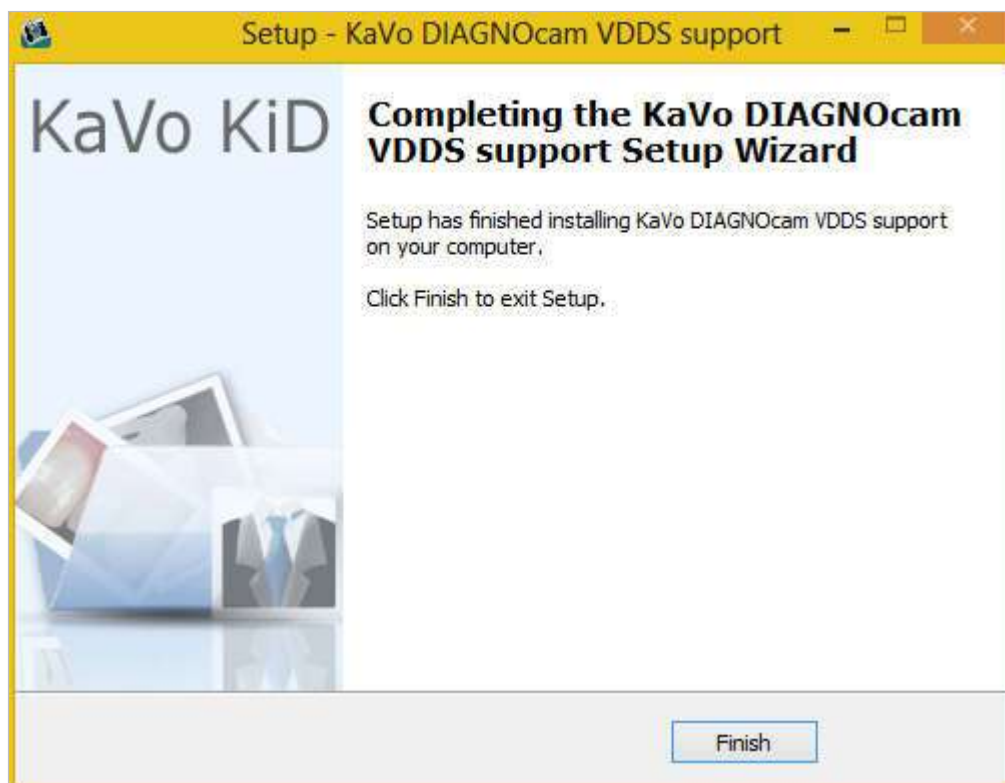 Setup - KaVo DIAGNOcam VDDS support
KaVo KiD
Completing the KaVo DIAGNOcam
VDDS support Setup Wizard
Setup has finished installing KaVo DIAGNOcam VDDS support
on your computer.
Click Finish to exit Setup.
Finish